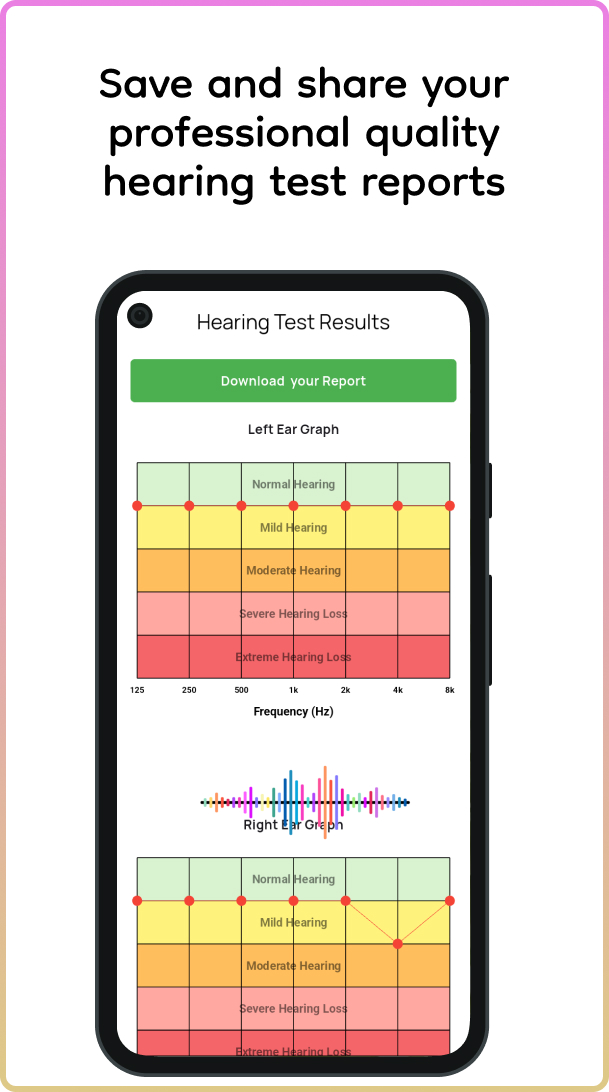 Save and share your
professional quality
hearing test reports
Hearing Test Results
Download your Report
Left Ear Graph
Normal Hearing
Mild Hearing
Moderate Hearing
Severe Hearing Loss
Extreme Hearing Loss
125 250 500 1k 2k 4k 8k
Frequency (Hz)
Right Ear Graph
Normal Hearing
Mild Hearing
Moderate Hearing
Severe Hearing Loss
Extreme Hearing Loss